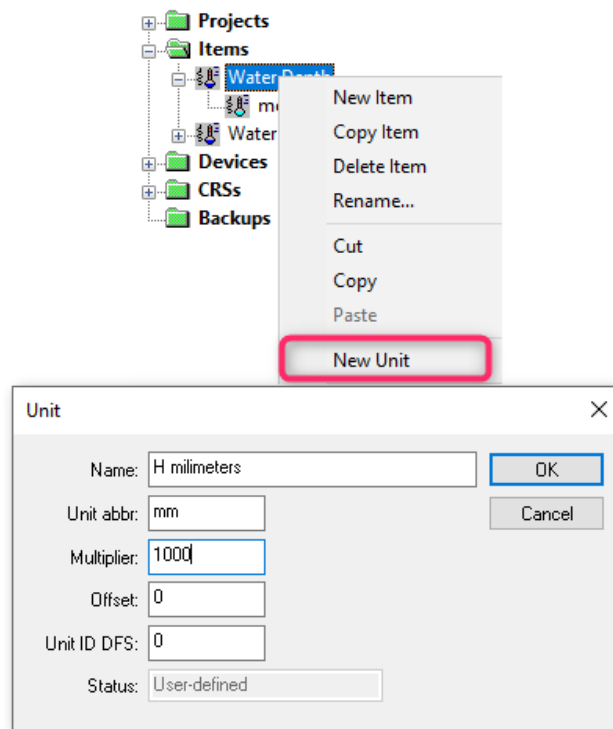 Projects
Items
Water Depth
New Item
Copy Item
Water
Delete Item
Devices
Rename...
CRSs
Backups
Cut
Copy
Paste
New Unit
Unit
Name: H milimeters OK
Unit abbr: mm Cancel
Multiplier: 1000
Offset: 0
Unit ID DFS: 0
Status: User-defined